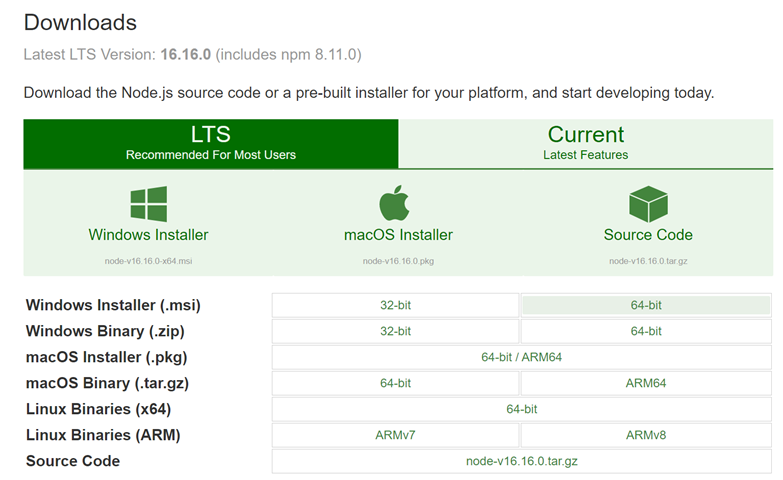 Downloads
Latest LTS Version: 16.16.0 (includes npm 8.11.0)
Download the Node.js source code or a pre-built installer for your platform, and start developing today.
LTS
Recommended For Most Users
Current
Latest Features
Windows Installer
node-v16.16.0-x64.msi
macOS Installer
node-v16.16.0.pkg
Source Code
node-v16.16.0.tar.gz
Windows Installer (.msi) 32-bit 64-bit
Windows Binary (.zip) 32-bit 64-bit
macOS Installer (.pkg) 64-bit / ARM64
macOS Binary (.tar.gz) 64-bit ARM64
Linux Binaries (x64) 64-bit
Linux Binaries (ARM) ARMv7 ARMv8
Source Code node-v16.16.0.tar.gz